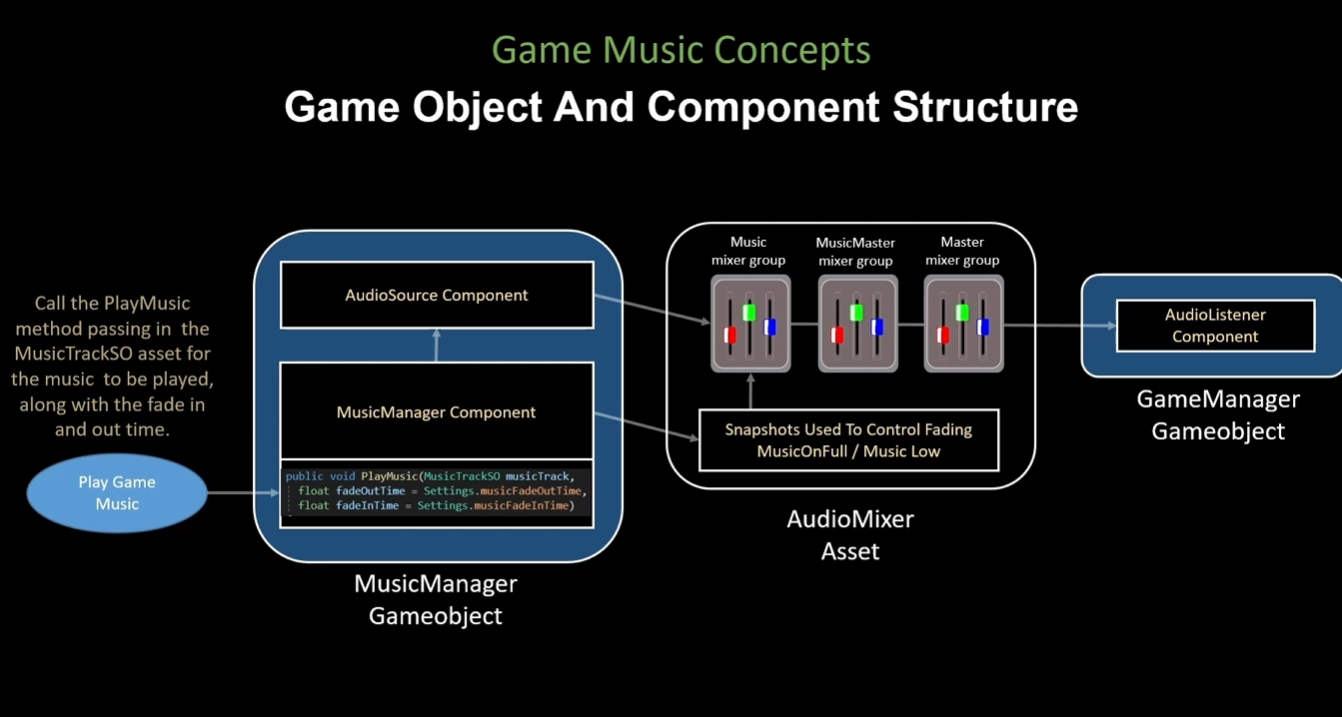 Game Music Concepts
Game Object And Component Structure
Call the PlayMusic
method passing in the
MusicTrackSO asset for
the music to be played,
along with the fade in
and out time.
Play Game
Music
AudioSource Component
MusicManager Component
public void PlayMusic(MusicTrackSO musicTrack,
float fadeOutTime = Settings.musicFadeOutTime,
float fadeInTime = Settings.musicFadeInTime)
MusicManager
Gameobject
Music
mixer group
MusicMaster
mixer group
Master
mixer group
Snapshots Used To Control Fading
MusicOnFull / Music Low
AudioMixer
Asset
AudioListener
Component
GameManager
Gameobject